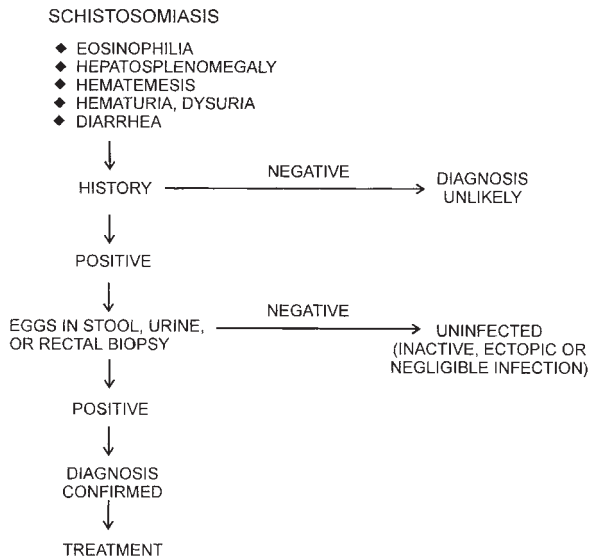 SCHISTOSOMIASIS
◆ EOSINOPHILIA
◆ HEPATOSPLENOMEGALY
◆ HEMATEMESIS
◆ HEMATURIA, DYSURIA
◆ DIARRHEA
HISTORY
NEGATIVE
DIAGNOSIS
UNLIKELY
POSITIVE
EGGS IN STOOL, URINE,
OR RECTAL BIOPSY
NEGATIVE
UNINFECTED
(INACTIVE, ECTOPIC OR
NEGLIGIBLE INFECTION)
POSITIVE
DIAGNOSIS
CONFIRMED
TREATMENT